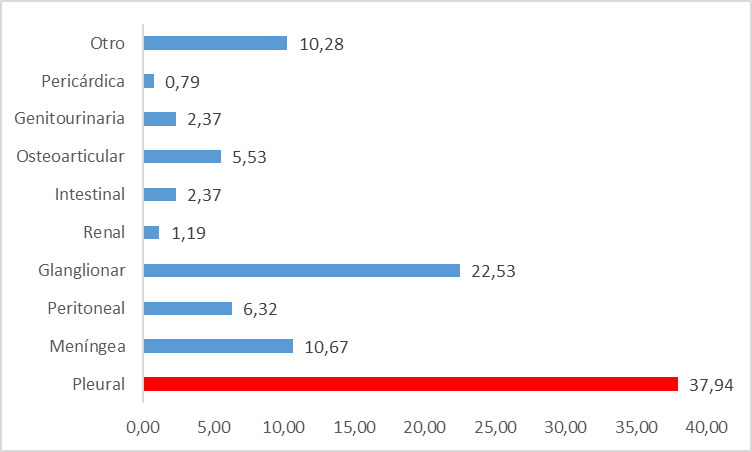 Otro 10,28
Pericárdica 0,79
Genitourinaria 2,37
Osteoarticular 5,53
Intestinal 2,37
Renal 1,19
Glanglionar 22,53
Peritoneal 6,32
Meníngea 10,67
Pleural 37,94
0,00 5,00 10,00 15,00 20,00 25,00 30,00 35,00 40,00